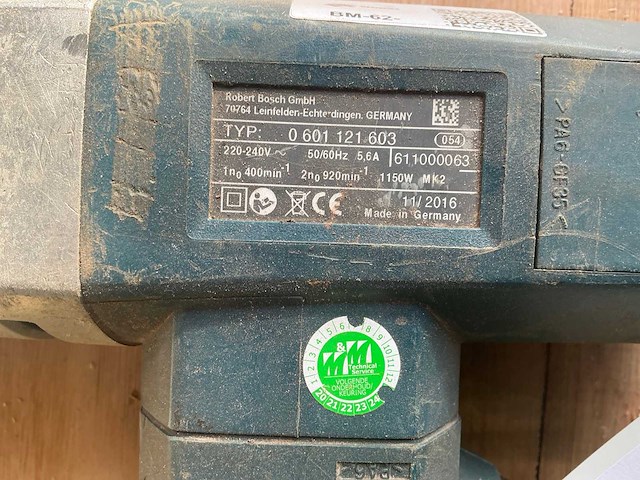 BM-62-
Robert Bosch GmbH
70764 Leinfelden-Echterdingen, GERMANY
TYP: 0 601 121 603 054
220-240V ~ 50/60Hz 5,6A 611000063
1n₀ 400min⁻¹ 2n₀ 920min⁻¹ 1150W MK2
CE 11/2016
Made in Germany
>PA6-GF35<
1 2 3 4 5 6 7 8 9 10 11 12
M&M
Technical
Service
VOLGENDE
ONDERHOUD/
KEURING
20 21 22 23 24
>PA6-